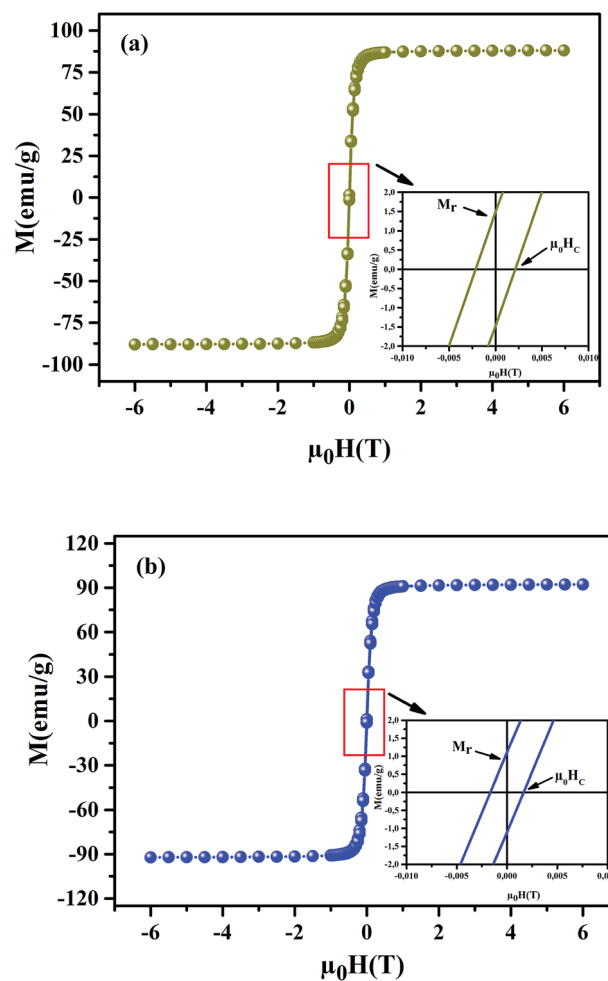 (a)
100
75
50
25
0
-25
-50
-75
-100
M(emu/g)
-6 -4 -2 0 2 4 6
μ₀H(T)
2,0
1,5
1,0
0,5
0,0
-0,5
-1,0
-1,5
-2,0
M(emu/g)
Mr
μ₀HC
-0,010 -0,005 0,000 0,005 0,010
μ₀H(T)
(b)
120
90
60
30
0
-30
-60
-90
-120
M(emu/g)
-6 -4 -2 0 2 4 6
μ₀H(T)
2,0
1,5
1,0
0,5
0,0
-0,5
-1,0
-1,5
-2,0
M(emu/g)
Mr
μ₀HC
-0,010 -0,005 0,000 0,005
μ₀H(T)